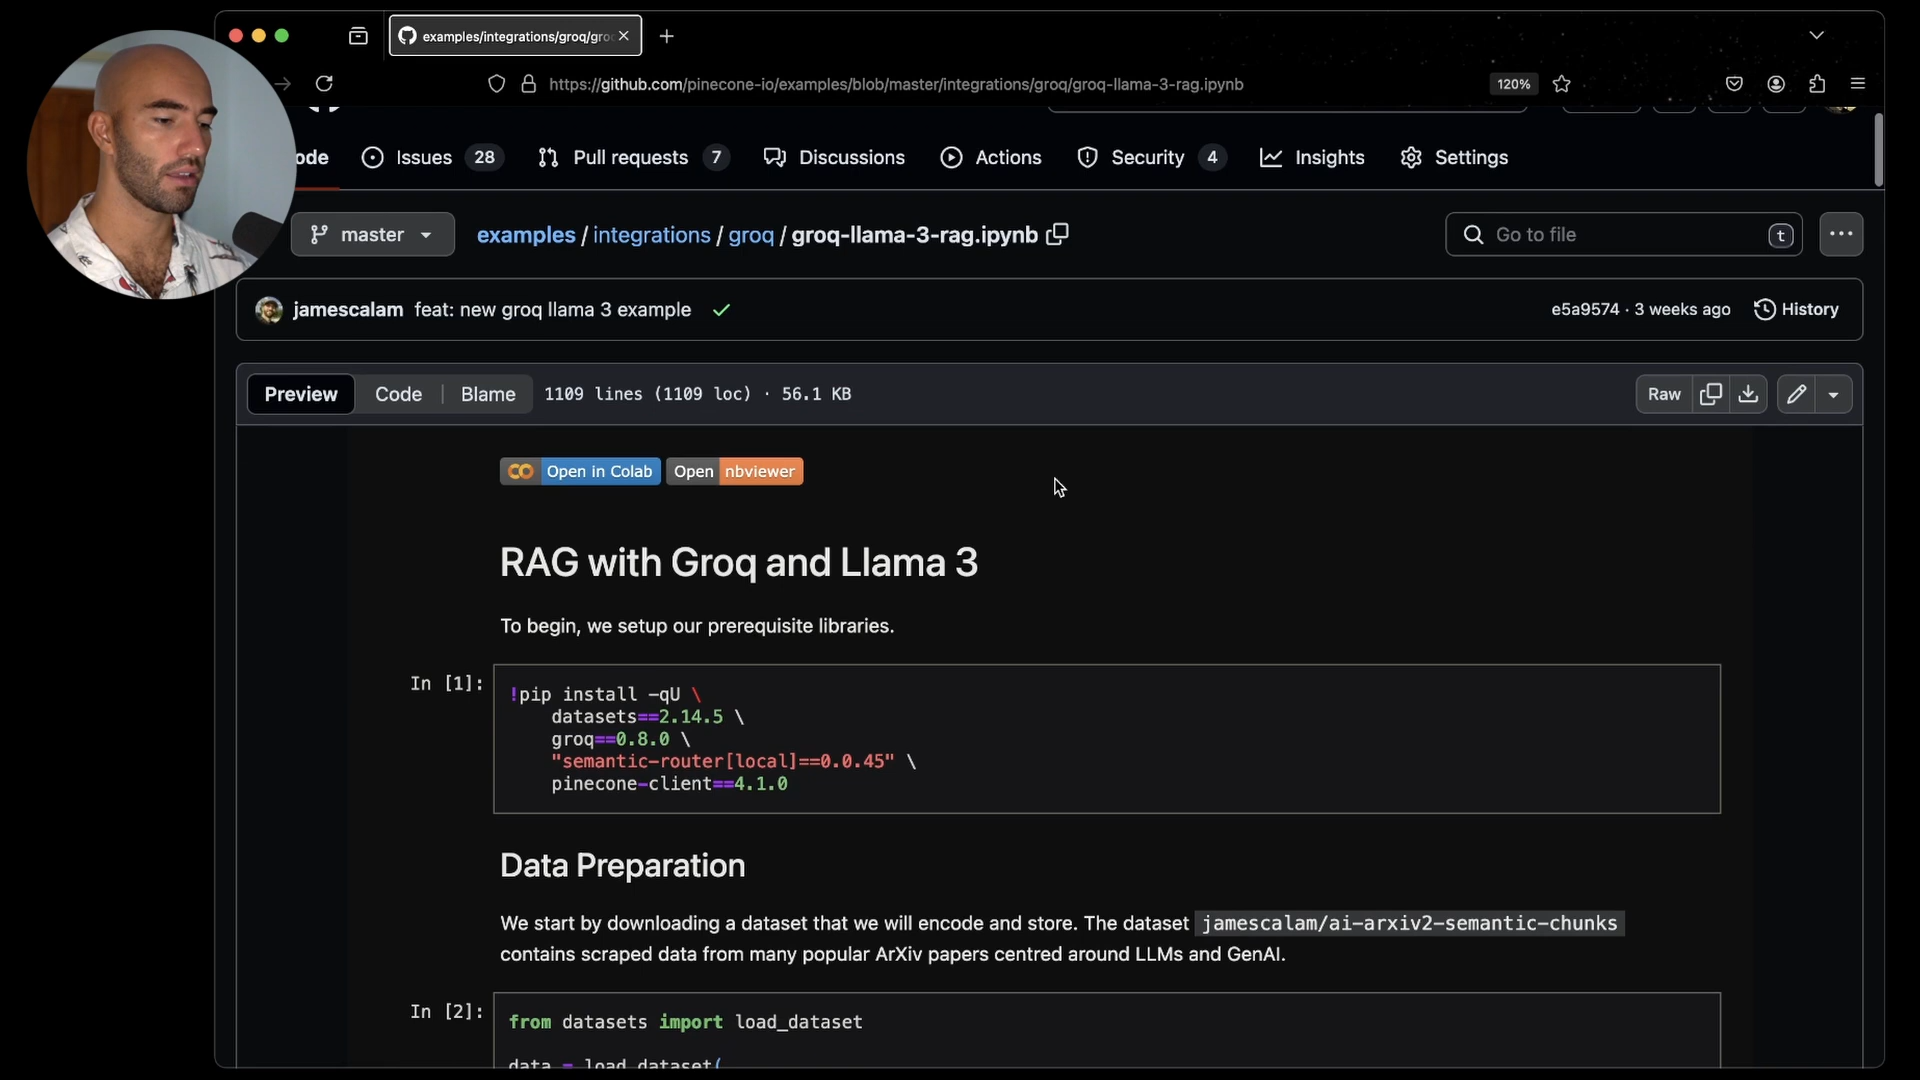 examples/integrations/groq/gro
https://github.com/pinecone-io/examples/blob/master/integrations/groq/groq-llama-3-rag.ipynb
120%
ode
Issues 28
Pull requests 7
Discussions
Actions
Security 4
Insights
Settings
master
examples / integrations / groq / groq-llama-3-rag.ipynb
Go to file
t
jamescalam feat: new groq llama 3 example
e5a9574 · 3 weeks ago
History
Preview
Code
Blame
1109 lines (1109 loc) · 56.1 KB
Raw
Open in Colab
Open nbviewer
RAG with Groq and Llama 3
To begin, we setup our prerequisite libraries.
In [1]:
!pip install -qU \
datasets==2.14.5 \
groq==0.8.0 \
"semantic-router[local]==0.0.45" \
pinecone-client==4.1.0
Data Preparation
We start by downloading a dataset that we will encode and store. The dataset jamescalam/ai-arxiv2-semantic-chunks
contains scraped data from many popular ArXiv papers centred around LLMs and GenAI.
In [2]:
from datasets import load_dataset
data = load_dataset(